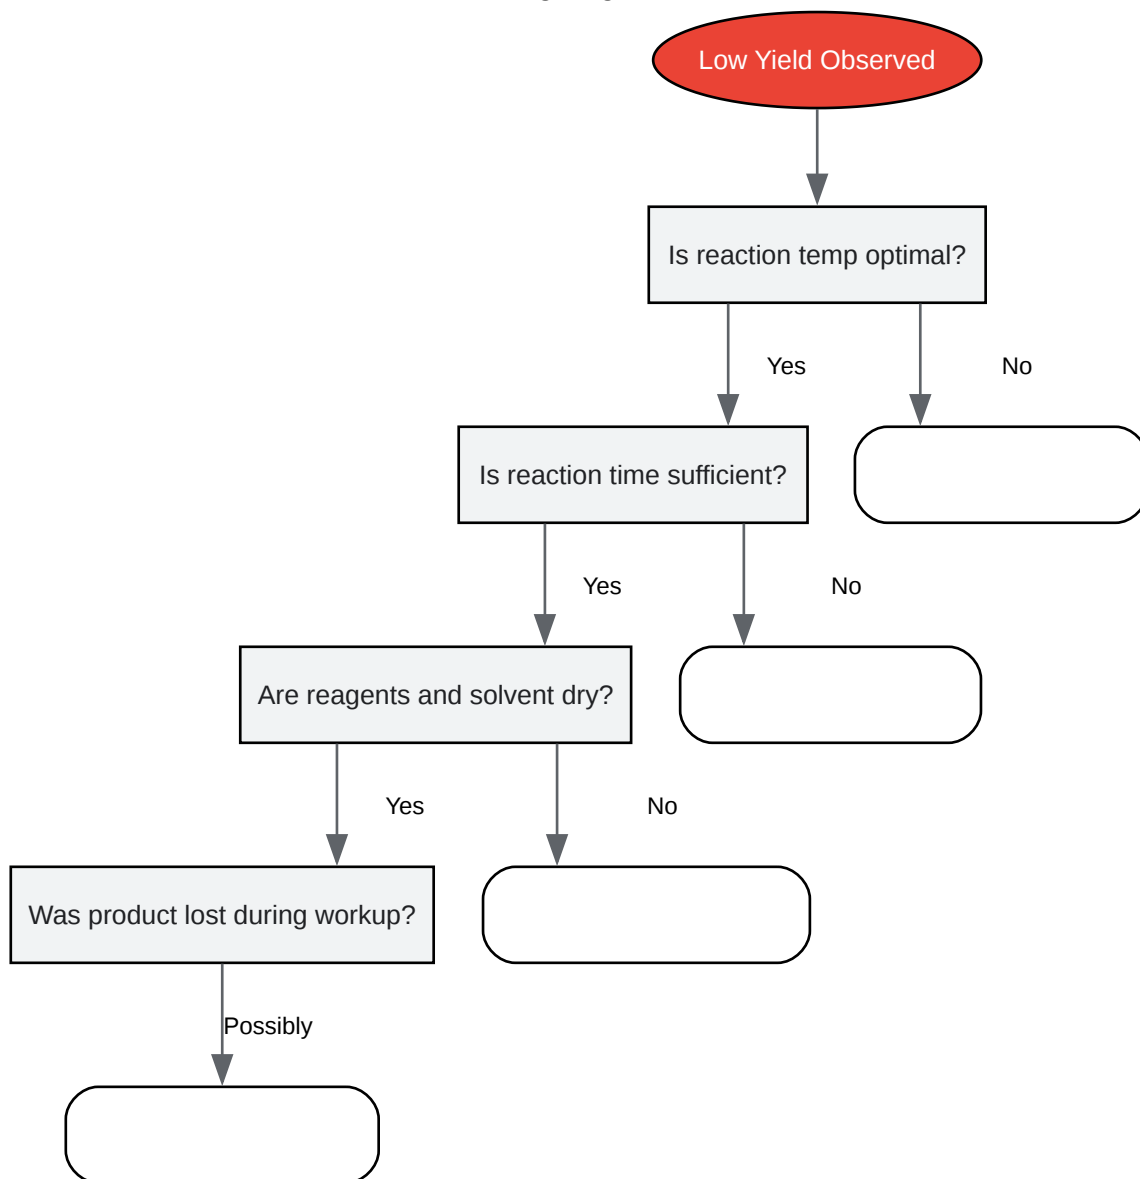 Low Yield Observed
Is reaction temp optimal?
Yes
No
Is reaction time sufficient?
Yes
No
Are reagents and solvent dry?
Yes
No
Was product lost during workup?
Possibly